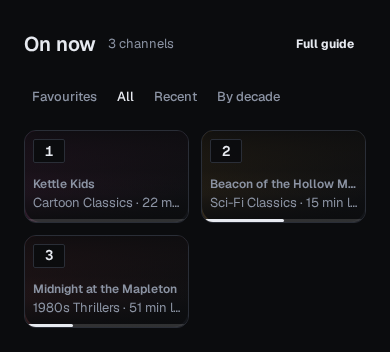 On now 3 channels Full guide
Favourites All Recent By decade
1
Kettle Kids
Cartoon Classics · 22 m...
2
Beacon of the Hollow M...
Sci-Fi Classics · 15 min l...
3
Midnight at the Mapleton
1980s Thrillers · 51 min l...